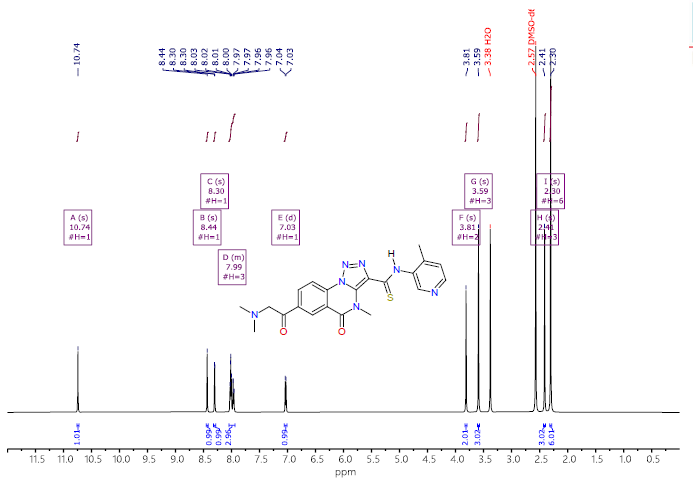 10.74
8.44
8.30
8.30
8.03
8.02
8.01
8.00
7.97
7.97
7.96
7.96
7.04
7.03
3.81
3.59
3.38 H2O
2.57 DMSO-d6
2.41
2.30
C (s)
8.30
#H=1
G (s)
3.59
#H=3
I (s)
2.30
#H=6
A (s)
10.74
#H=1
B (s)
8.44
#H=1
E (d)
7.03
#H=1
F (s)
3.81
#H=2
H (s)
2.41
#H=3
D (m)
7.99
#H=3
H
N
N
N
N
N
S
N
N
O
O
1.01
0.99
0.99
2.96
0.99
2.01
3.02
3.02
6.01
11.5 11.0 10.5 10.0 9.5 9.0 8.5 8.0 7.5 7.0 6.5 6.0 5.5 5.0 4.5 4.0 3.5 3.0 2.5 2.0 1.5 1.0 0.5
ppm